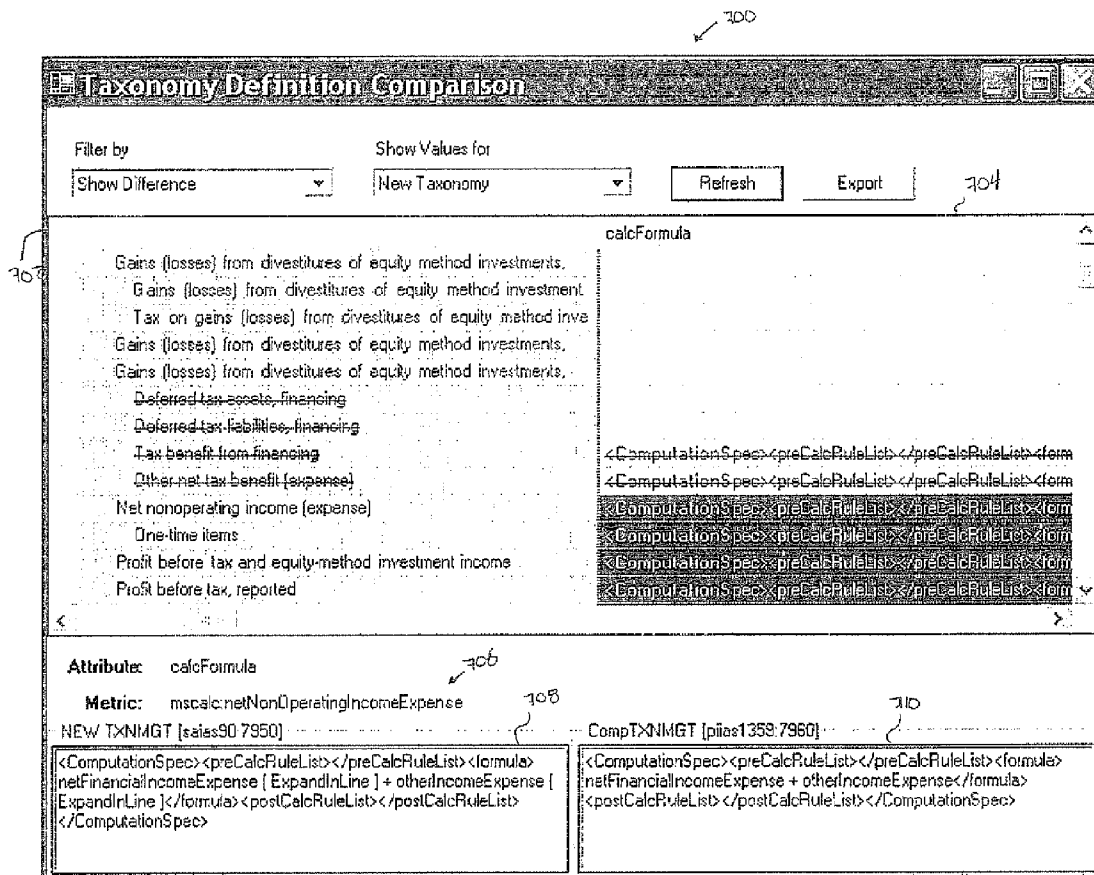 700
Taxonomy Definition Comparison
Filter by
Show Values for
Show Difference
New Taxonomy
Refresh
Export
704
calcFormula
702
Gains (losses) from divestitures of equity method investments,
Gains (losses) from divestitures of equity method investment
Tax on gains (losses) from divestitures of equity method inve
Gains (losses) from divestitures of equity method investments,
Gains (losses) from divestitures of equity method investments,
Deferred tax assets, financing
Deferred tax liabilities, financing
Tax benefit from financing <ComputationSpec><preCalcRuleList></preCalcRuleList><form
Other net tax benefit (expense) <ComputationSpec><preCalcRuleList></preCalcRuleList><form
Net nonoperating income (expense) <ComputationSpec><preCalcRuleList></preCalcRuleList><form
One-time items <ComputationSpec><preCalcRuleList></preCalcRuleList><form
Profit before tax and equity-method investment income <ComputationSpec><preCalcRuleList></preCalcRuleList><form
Profit before tax, reported <ComputationSpec><preCalcRuleList></preCalcRuleList><form
Attribute: calcFormula
706
Metric: mscalc:netNonOperatingIncomeExpense
708
710
NEW TXNMGT [saias90:7950]
<ComputationSpec><preCalcRuleList></preCalcRuleList><formula>
netFinancialIncomeExpense [ ExpandInLine ] + otherIncomeExpense [
ExpandInLine ]</formula><postCalcRuleList></postCalcRuleList>
</ComputationSpec>
CompTXNMGT [piias1359:7960]
<ComputationSpec><preCalcRuleList></preCalcRuleList><formula>
netFinancialIncomeExpense + otherIncomeExpense</formula>
<postCalcRuleList></postCalcRuleList></ComputationSpec>